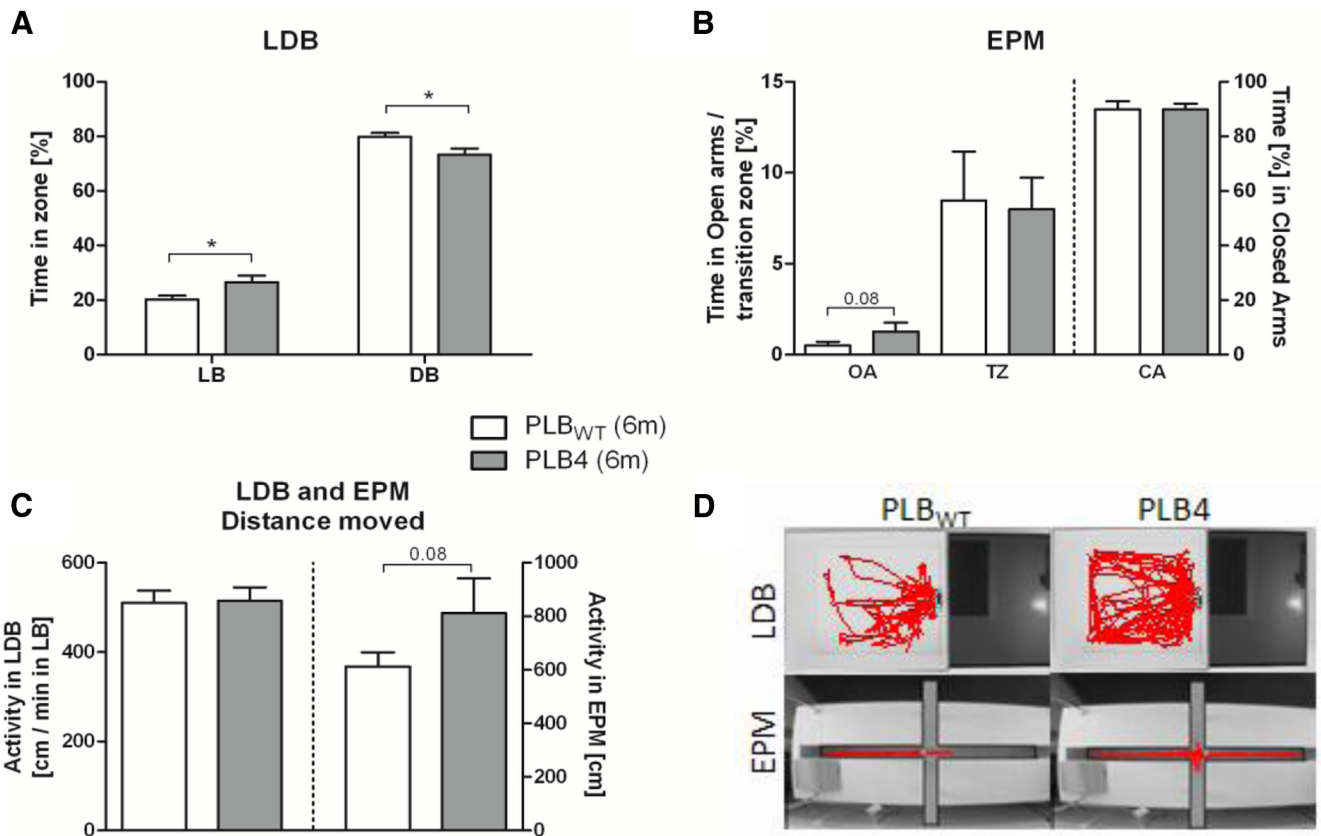 A
LDB
Time in zone [%]
100
80
60
40
20
0
*
*
LB
DB
B
EPM
Time in Open arms /
transition zone [%]
15
10
5
0
0.08
OA
TZ
CA
100
80
60
40
20
0
Time [%] in Closed Arms
PLBWT (6m)
PLB4 (6m)
C
LDB and EPM
Distance moved
Activity in LDB
[cm / min in LB]
600
400
200
0
0.08
1000
800
600
400
200
0
Activity in EPM [cm]
D
PLBWT
PLB4
LDB
EPM